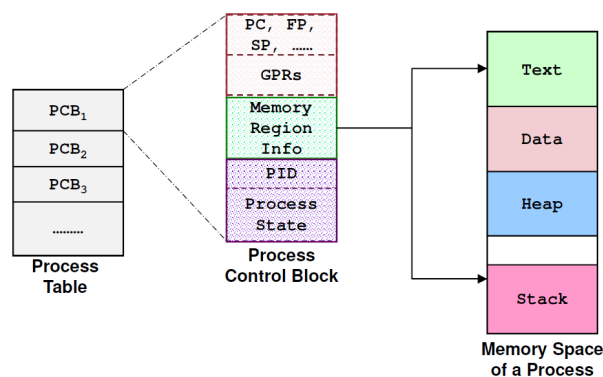 PCB1
PCB2
PCB3
.........
Process
Table
PC, FP,
SP, ……
GPRs
Memory
Region
Info
PID
Process
State
Process
Control Block
Text
Data
Heap
Stack
Memory Space
of a Process